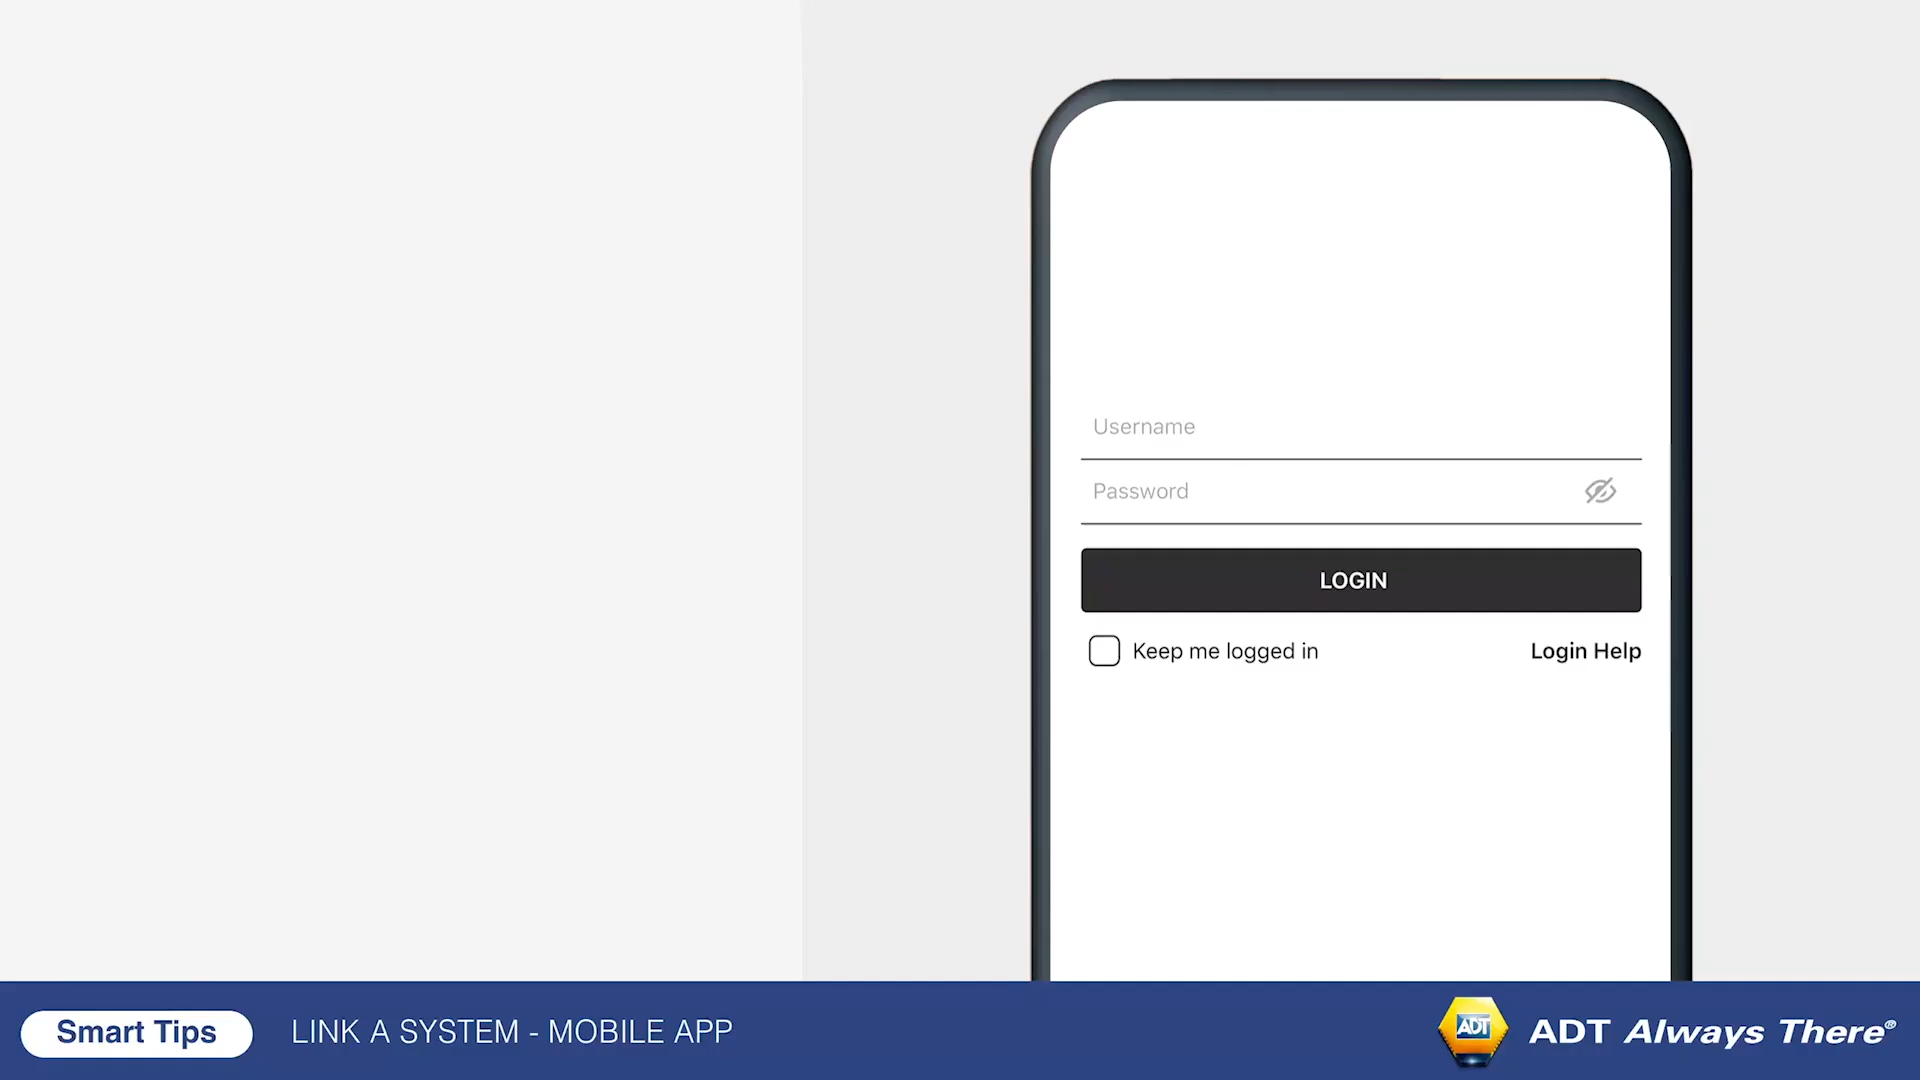 Username
Password
LOGIN
Keep me logged in
Login Help
Smart Tips
LINK A SYSTEM - MOBILE APP
ADT
ADT Always There®